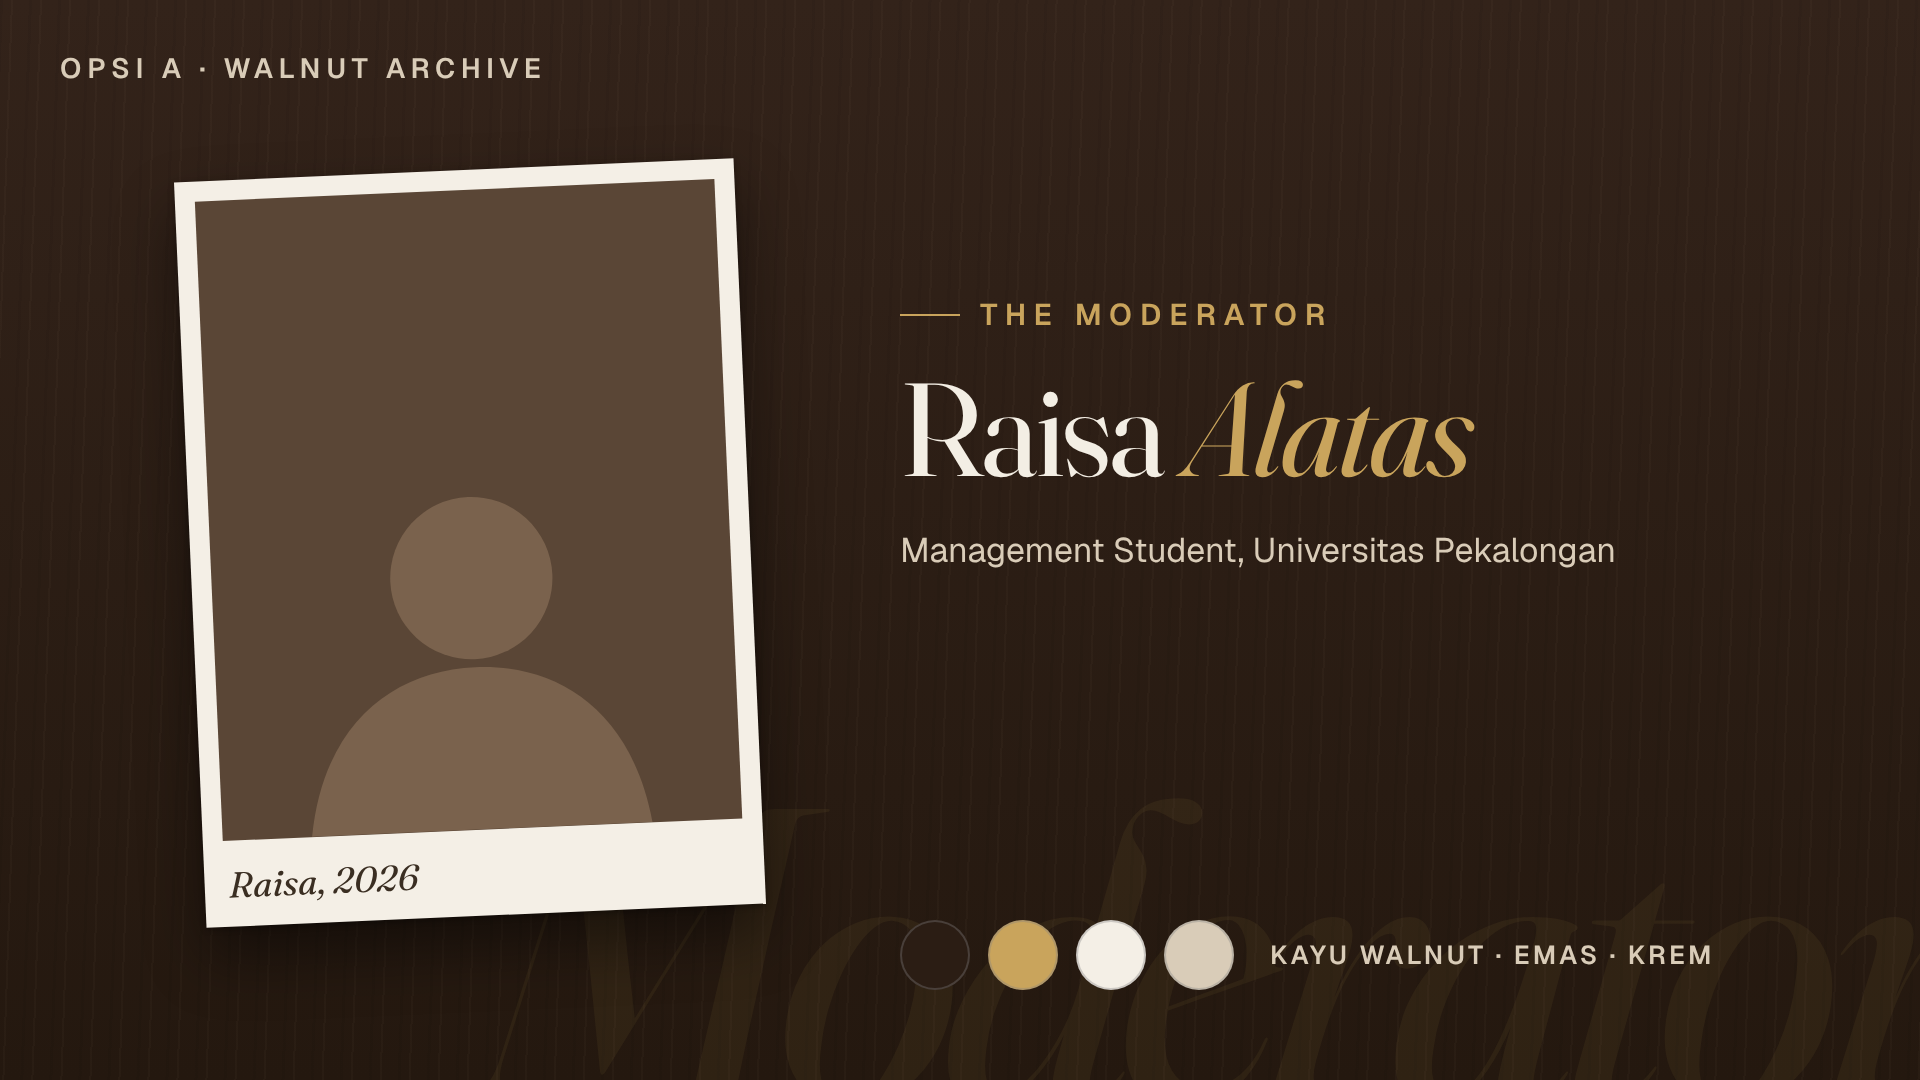 OPSI A · WALNUT ARCHIVE
THE MODERATOR
Raisa Alatas
Management Student, Universitas Pekalongan
Raisa, 2026
KAYU WALNUT · EMAS · KREM
Moderator